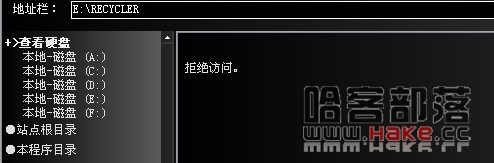 地址栏： E:\RECYCLER
+>查看硬盘
本地-磁盘 (A:)
本地-磁盘 (C:)
本地-磁盘 (D:)
本地-磁盘 (E:)
本地-磁盘 (F:)
●站点根目录
●本程序目录
拒绝访问。
哈客部落
www.Hake.cc